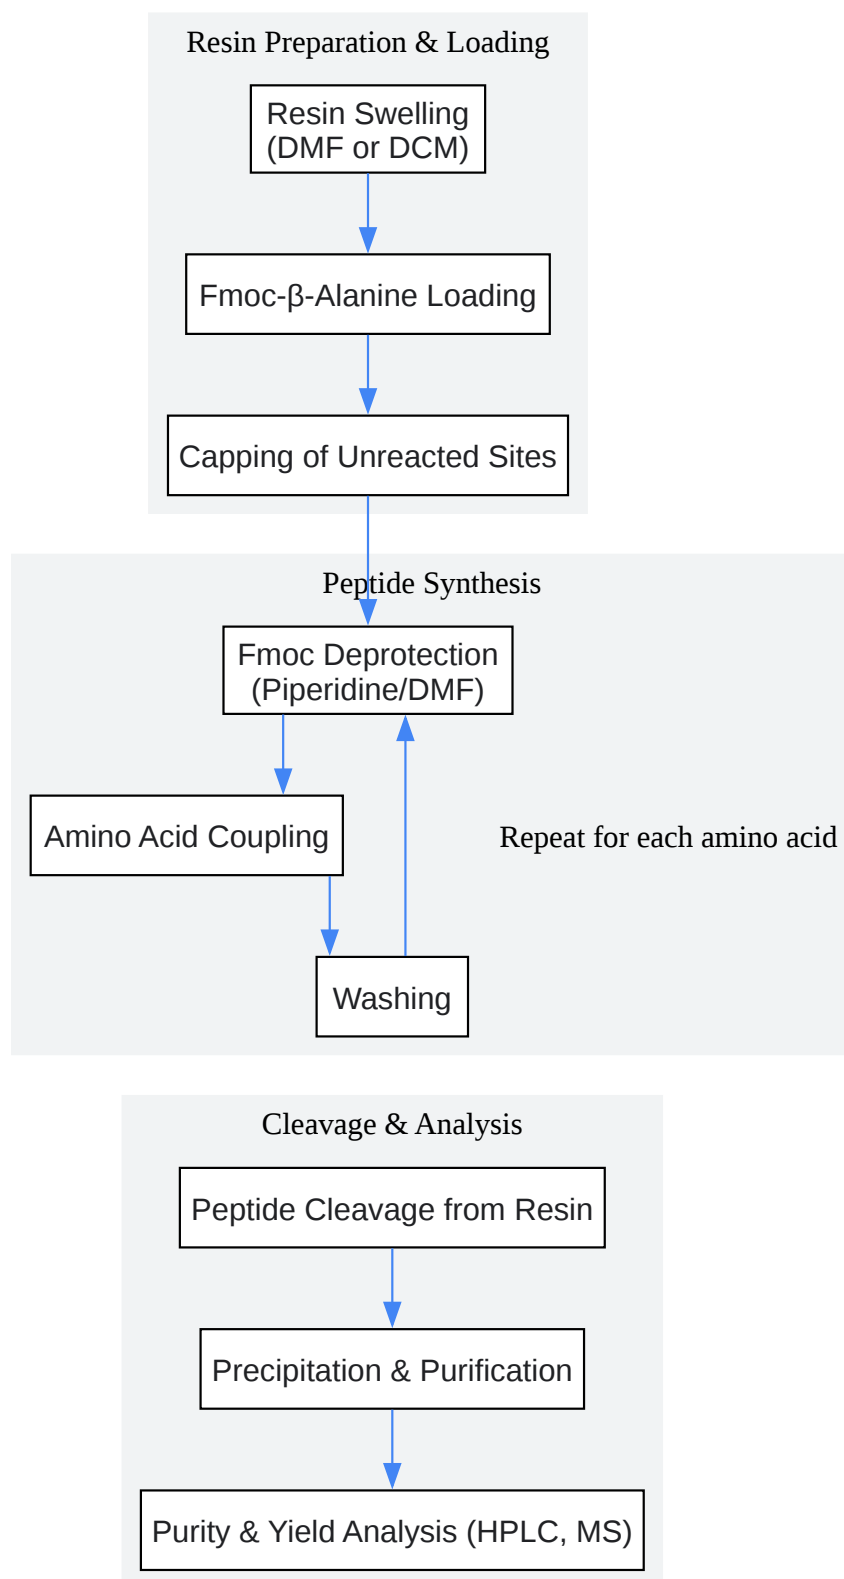 Resin Preparation & Loading
Resin Swelling
(DMF or DCM)
Fmoc-β-Alanine Loading
Capping of Unreacted Sites
Peptide Synthesis
Fmoc Deprotection
(Piperidine/DMF)
Amino Acid Coupling
Repeat for each amino acid
Washing
Cleavage & Analysis
Peptide Cleavage from Resin
Precipitation & Purification
Purity & Yield Analysis (HPLC, MS)